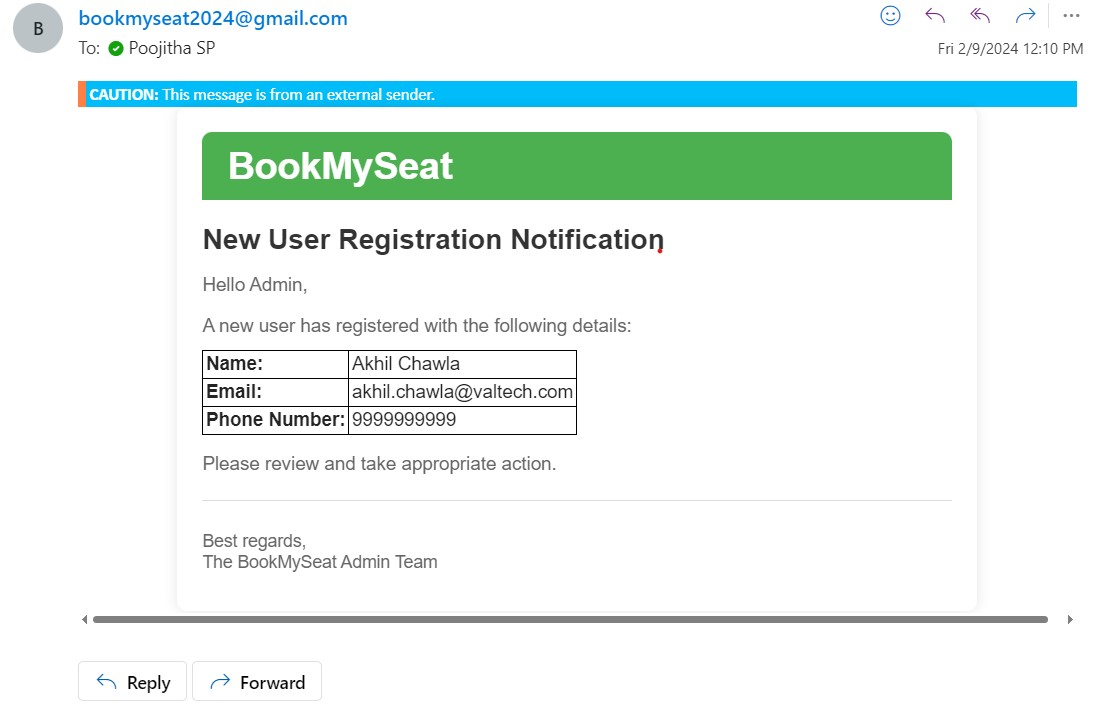 B
bookmyseat2024@gmail.com
To: Poojitha SP
Fri 2/9/2024 12:10 PM
CAUTION: This message is from an external sender.
BookMySeat
New User Registration Notification
Hello Admin,
A new user has registered with the following details:
Name: Akhil Chawla
Email: akhil.chawla@valtech.com
Phone Number: 9999999999
Please review and take appropriate action.
Best regards,
The BookMySeat Admin Team
Reply Forward